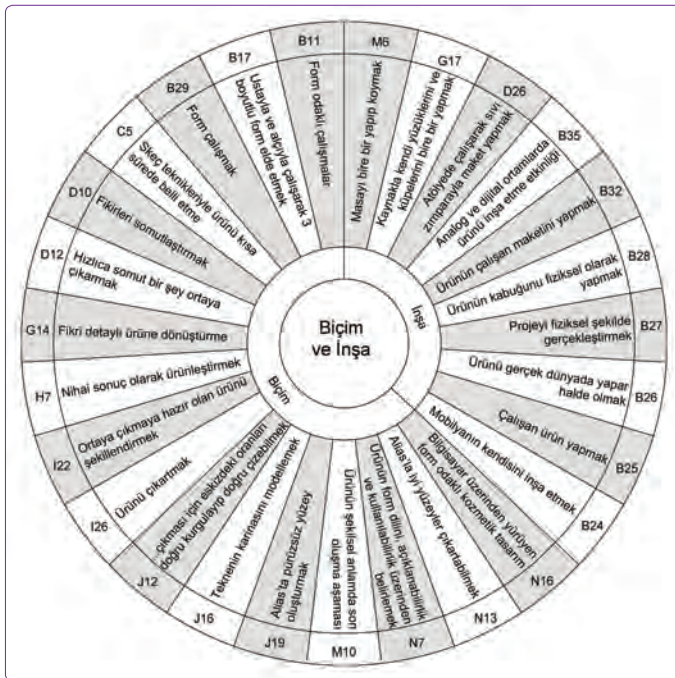 Biçim
ve İnşa
İnşa
Biçim
M6
Masayı bire bir yapıp koymak
G17
Kaynakla kendi yüzüklerini ve
küpelerini bire bir yapmak
D26
Atölyede çalışarak sıvı
zımparayla maket yapmak
B35
Analog ve dijital ortamlarda
ürünü inşa etme etkinliği
B32
Ürünün çalışan maketini yapmak
B28
Ürünün kabuğunu fiziksel olarak
yapmak
B27
Projeyi fiziksel şekilde
gerçekleştirmek
B26
Ürünü gerçek dünyada yapar
halde olmak
B25
Çalışan ürün yapmak
B24
Mobilyanın kendisini inşa etmek
N16
Bilgisayar üzerinden yürüyen
form odaklı kozmetik tasarım
N13
Alias'ta iyi yüzeyler çıkartabilmek
N7
Ürünün form dilini, açıklanabilirlik
ve kullanılabilirlik üzerinden
belirlemek
M10
Ürünün şekilsel anlamda son
oluşma aşaması
J19
Alias'ta pürüzsüz yüzey
oluşturmak
J16
Teknenin karinasını modellemek
J12
çıkması için eskizdeki oranları
doğru kurgulayıp doğru çizebilmek
I26
Ürünü çıkartmak
I22
Ortaya çıkmaya hazır olan ürünü
şekillendirmek
H7
Nihai sonuç olarak ürünleştirmek
G14
Fikri detaylı ürüne dönüştürme
D12
Hızlıca somut bir şey ortaya
çıkarmak
D10
Fikirleri somutlaştırmak
C5
Skeç teknikleriyle ürünü kısa
sürede belli etme
B29
Form çalışmak
B17
Ustayla ve alçıyla çalışarak 3
boyutlu form elde etmek
B11
Form odaklı çalışmalar